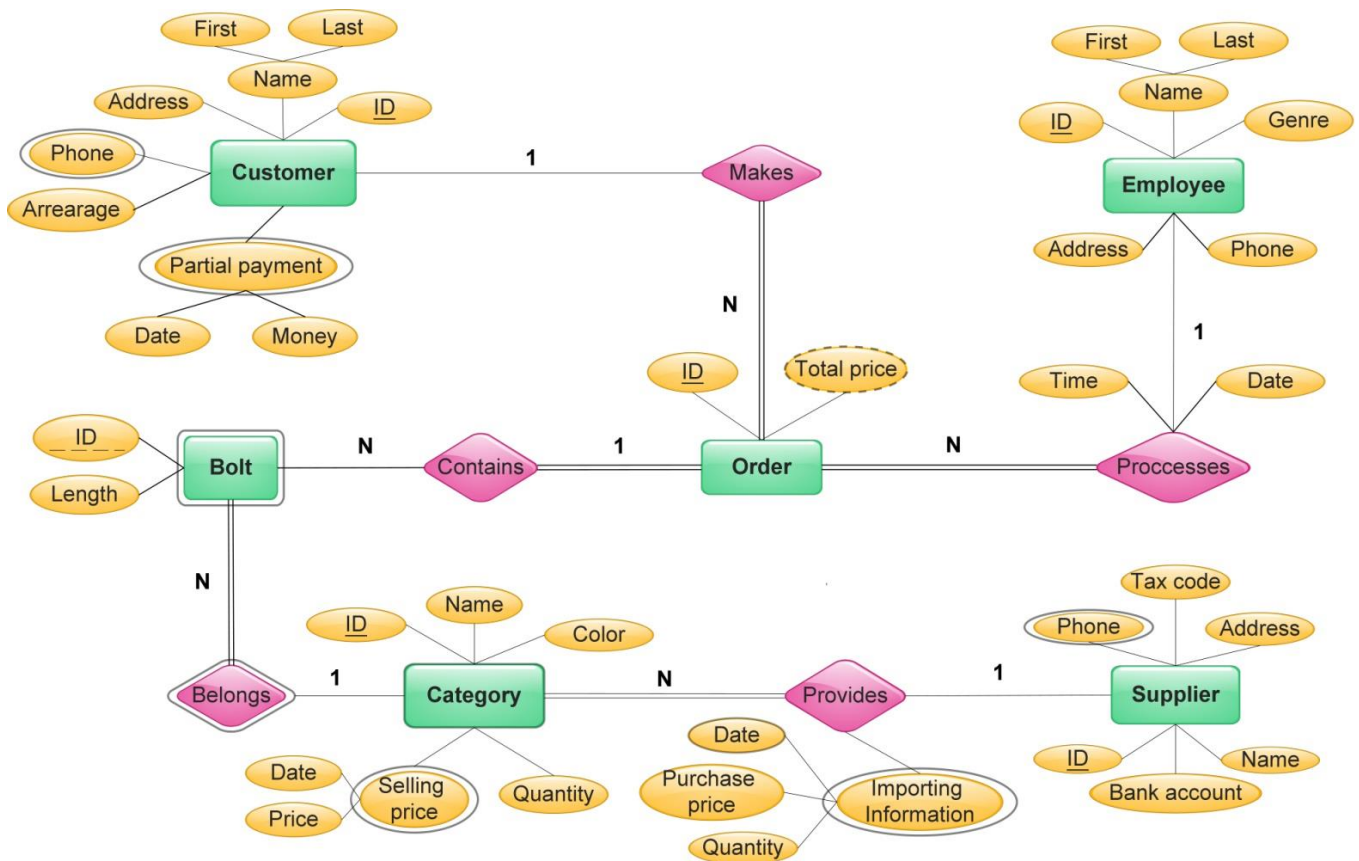 First
Last
Name
Address
ID
Phone
Customer
Arrearage
Partial payment
Date
Money
1
Makes
N
First
Last
Name
ID
Genre
Employee
Address
Phone
1
Time
Date
ID
Total price
ID
Length
Bolt
N
Contains
1
Order
N
Proccesses
N
Belongs
1
ID
Name
Color
Category
N
Provides
1
Tax code
Phone
Address
Supplier
ID
Name
Bank account
Date
Price
Selling
price
Quantity
Date
Purchase
price
Quantity
Importing
Information